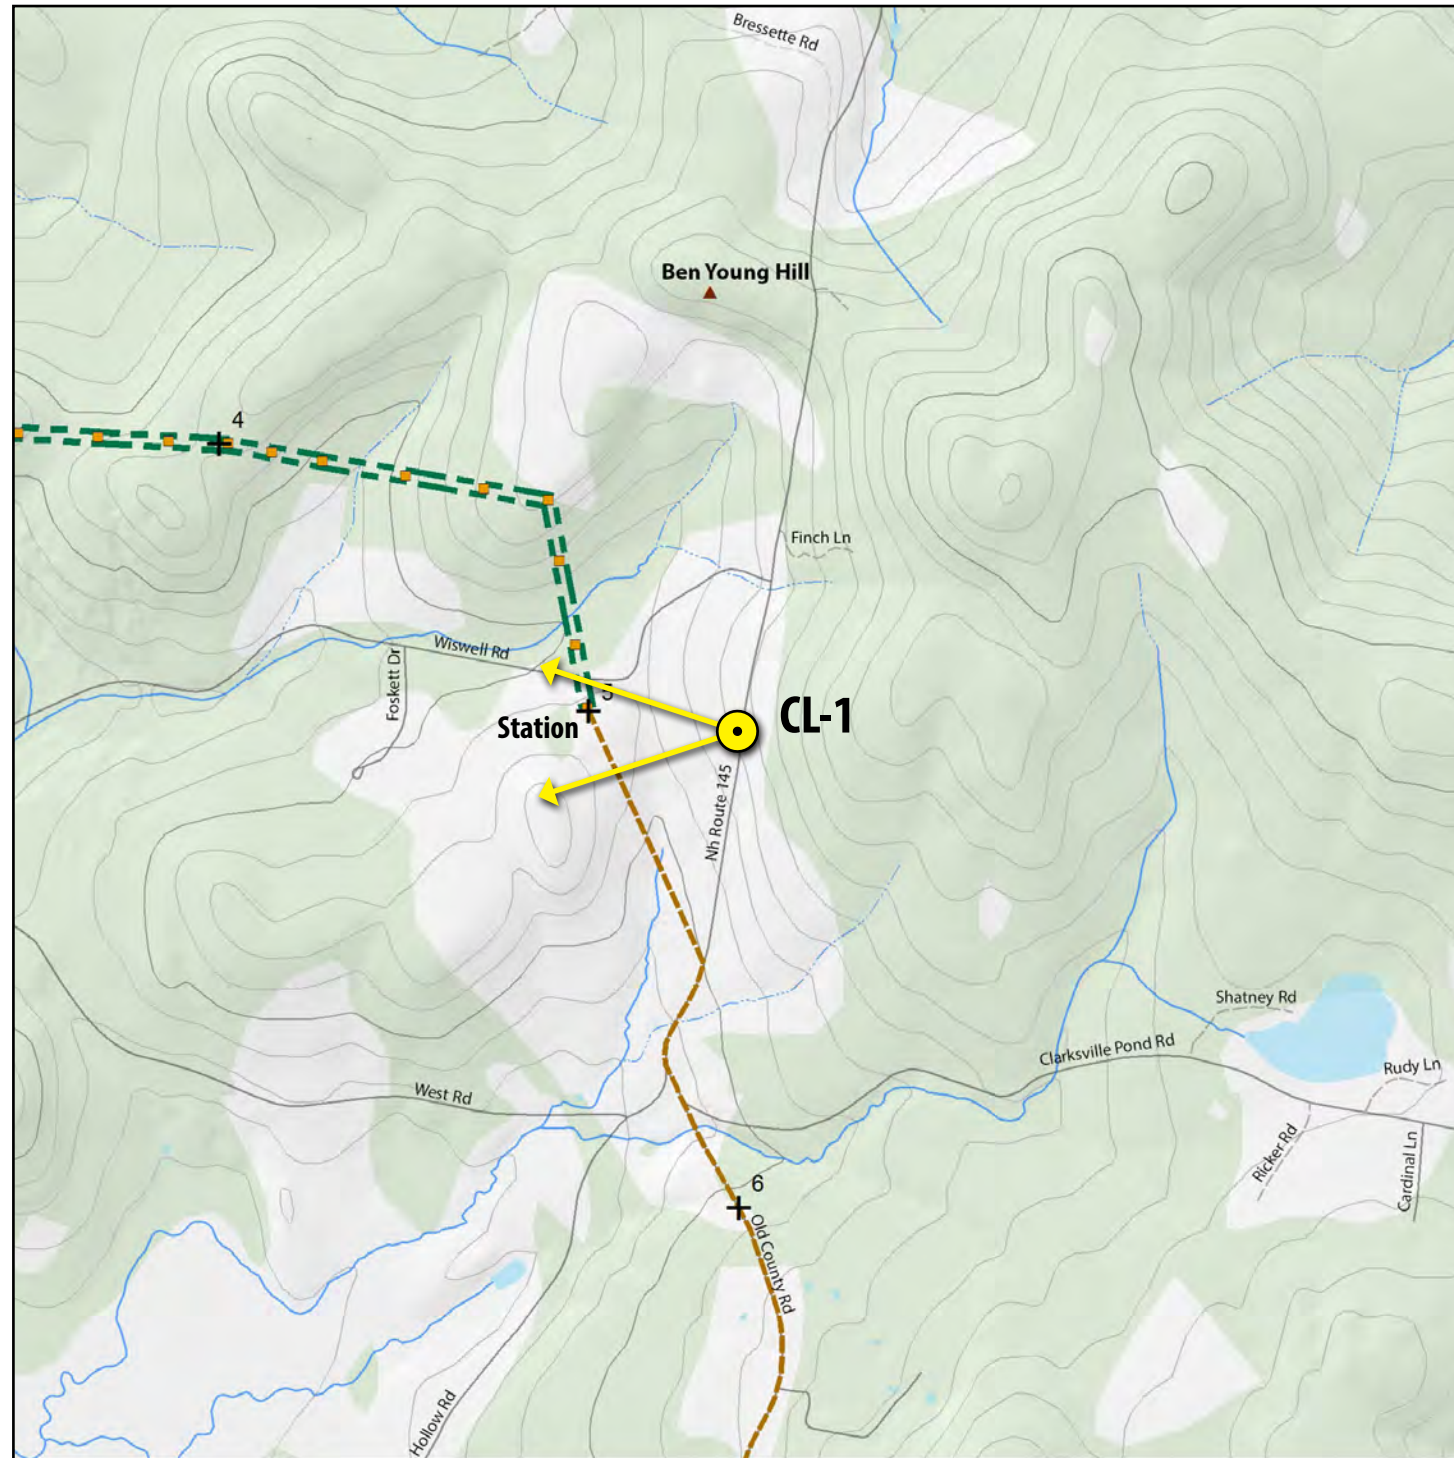 Bressette Rd
Ben Young Hill
4
Finch Ln
Wiswell Rd
Foskett Dr
5
Station
CL-1
Nh Route 145
Shatney Rd
Clarksville Pond Rd
Rudy Ln
West Rd
Ricker Rd
Cardinal Ln
6
Old County Rd
Hollow Rd